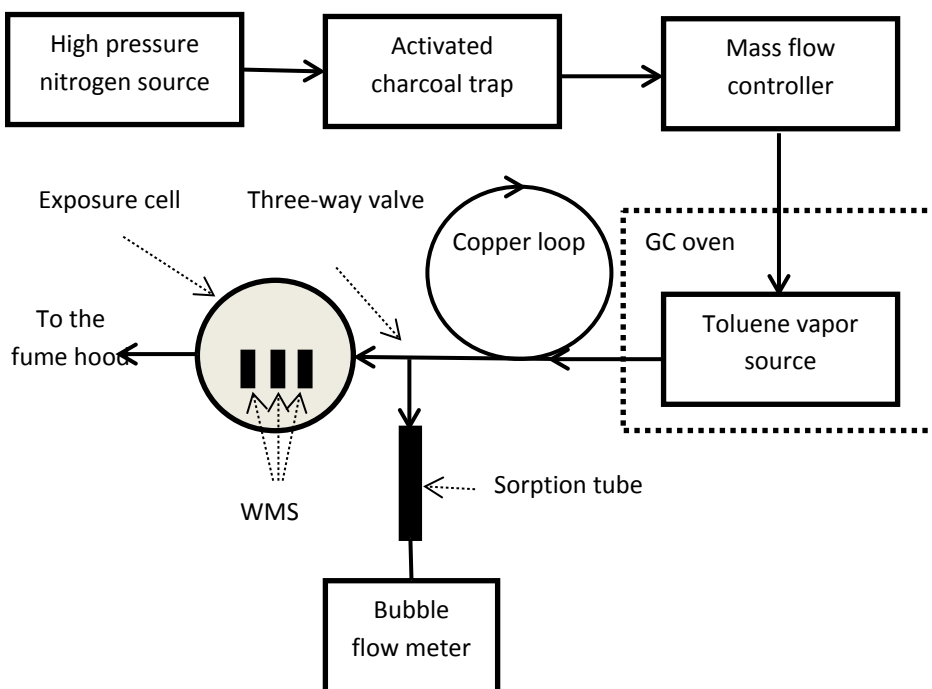 High pressure
nitrogen source
Activated
charcoal trap
Mass flow
controller
Exposure cell
Three-way valve
Copper loop
GC oven
To the
fume hood
Toluene vapor
source
WMS
Sorption tube
Bubble
flow meter